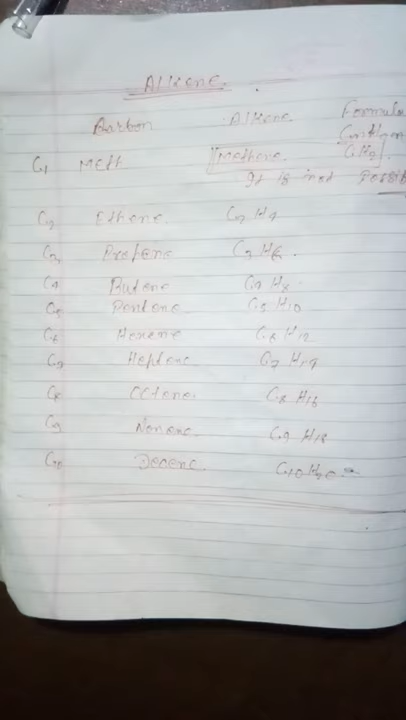 Alkene.
Carbon Alkene Formula
C1 Meth Methene. CnH2n
It is not Possib
C2 Ethene C2H4
C3 Propene C3H6.
C4 Butene C4H8
C5 Pentene C5H10
C6 Hexene C6H12
C7 Heptene C7H14
C8 Octene. C8H16
C9 Nonene. C9H18
C10 Decene. C10H20